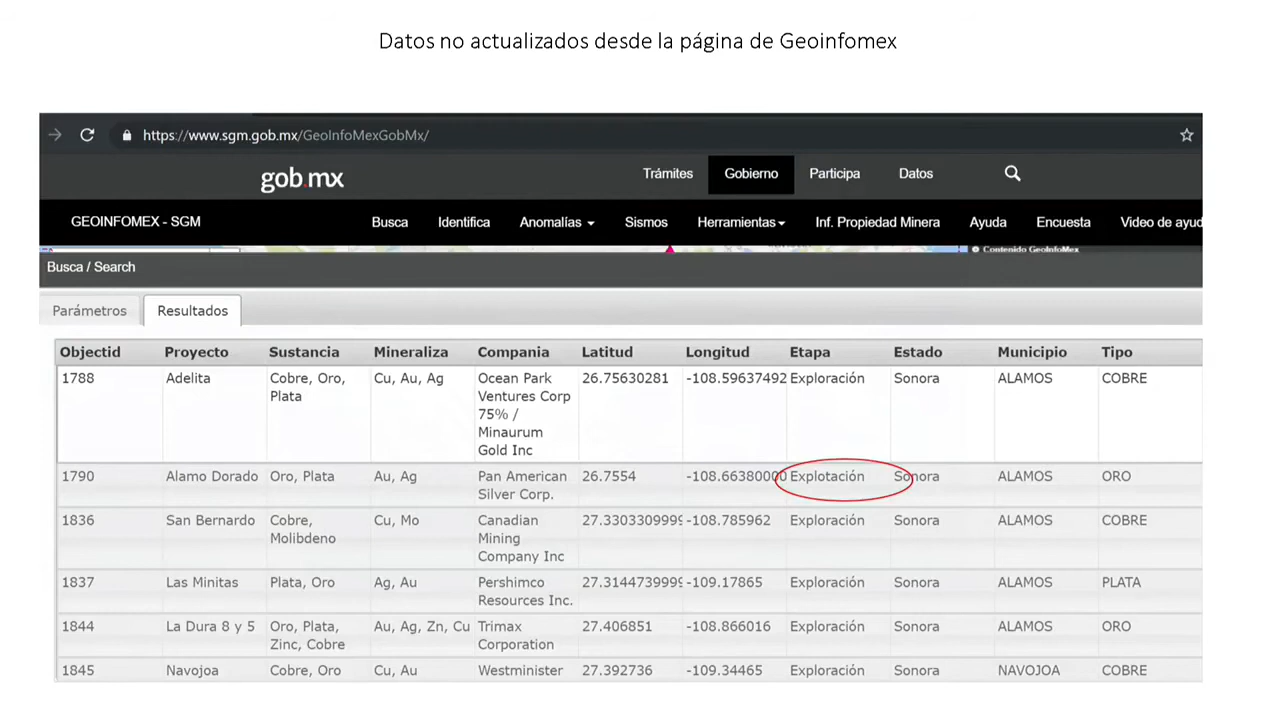 Datos no actualizados desde la página de Geoinfomex
https://www.sgm.gob.mx/GeoInfoMexGobMx/
gob.mx Trámites Gobierno Participa Datos
GEOINFOMEX - SGM Busca Identifica Anomalías Sismos Herramientas Inf. Propiedad Minera Ayuda Encuesta Video de ayud
Contenido GeoInfoMex
Busca / Search
Parámetros Resultados
Objectid Proyecto Sustancia Mineraliza Compania Latitud Longitud Etapa Estado Municipio Tipo
1788 Adelita Cobre, Oro, Cu, Au, Ag Ocean Park 26.75630281 -108.59637492 Exploración Sonora ALAMOS COBRE
Plata Ventures Corp
75% /
Minaurum
Gold Inc
1790 Alamo Dorado Oro, Plata Au, Ag Pan American 26.7554 -108.66380000 Explotación Sonora ALAMOS ORO
Silver Corp.
1836 San Bernardo Cobre, Cu, Mo Canadian 27.3303309999 -108.785962 Exploración Sonora ALAMOS COBRE
Molibdeno Mining
Company Inc
1837 Las Minitas Plata, Oro Ag, Au Pershimco 27.3144739999 -109.17865 Exploración Sonora ALAMOS PLATA
Resources Inc.
1844 La Dura 8 y 5 Oro, Plata, Au, Ag, Zn, Cu Trimax 27.406851 -108.866016 Exploración Sonora ALAMOS ORO
Zinc, Cobre Corporation
1845 Navojoa Cobre, Oro Cu, Au Westminister 27.392736 -109.34465 Exploración Sonora NAVOJOA COBRE